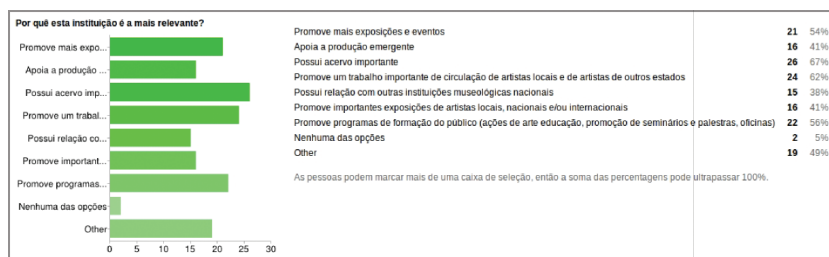 Por quê esta instituição é a mais relevante?
Promove mais expo...
Apoia a produção ...
Possui acervo imp...
Promove um trabal...
Possui relação co...
Promove important...
Promove programas...
Nenhuma das opções
Other
0 5 10 15 20 25 30
Promove mais exposições e eventos 21 54%
Apoia a produção emergente 16 41%
Possui acervo importante 26 67%
Promove um trabalho importante de circulação de artistas locais e de artistas de outros estados 24 62%
Possui relação com outras instituições museológicas nacionais 15 38%
Promove importantes exposições de artistas locais, nacionais e/ou internacionais 16 41%
Promove programas de formação do público (ações de arte educação, promoção de seminários e palestras, oficinas) 22 56%
Nenhuma das opções 2 5%
Other 19 49%
As pessoas podem marcar mais de uma caixa de seleção, então a soma das percentagens pode ultrapassar 100%.